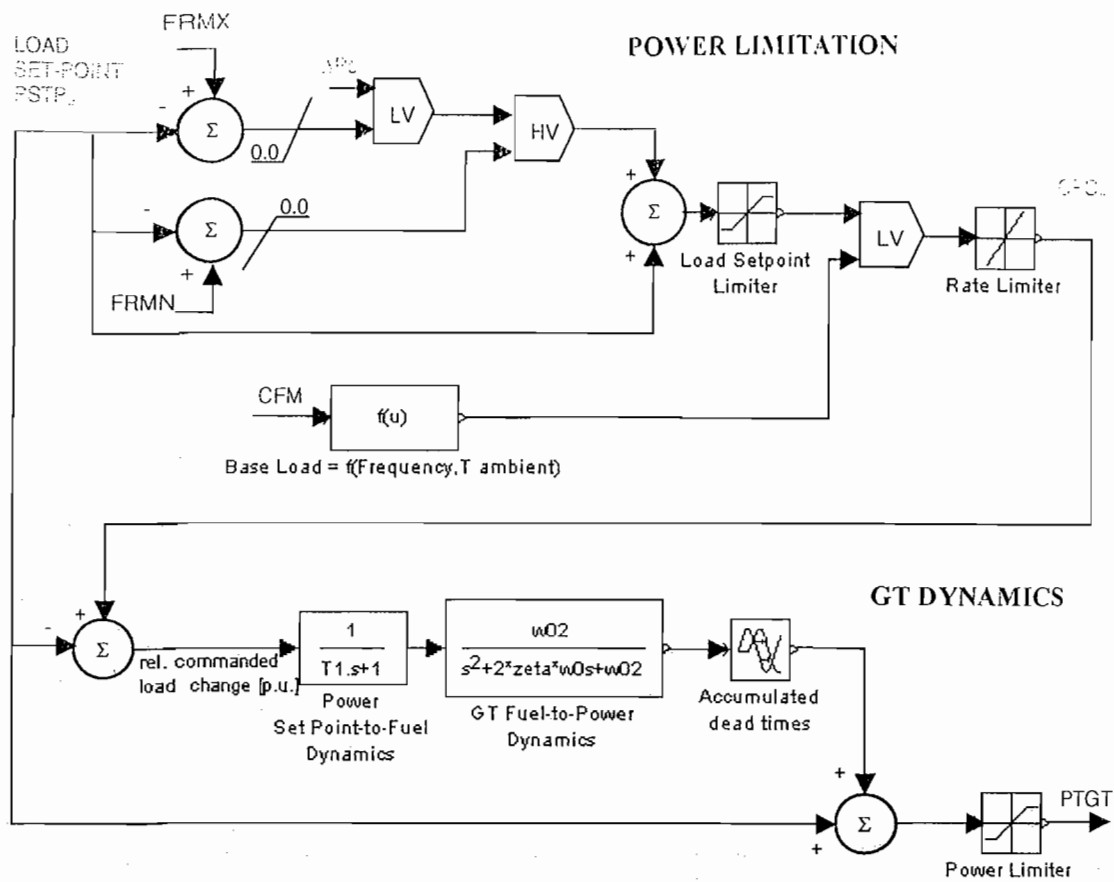 FRMX
LOAD
SET-POINT
POWER LIMITATION
+
-
Σ
0.0
LV
HV
-
Σ
0.0
+
FRMN
+
Σ
+
Load Setpoint
Limiter
LV
Rate Limiter
CFM
f(u)
Base Load = f(Frequency,T ambient)
GT DYNAMICS
+
-
Σ
rel. commanded
load change [p.u.]
1
T1.s+1
Power
Set Point-to-Fuel
Dynamics
w02
s²+2*zeta*w0s+w02
GT Fuel-to-Power
Dynamics
Accumulated
dead times
+
Σ
+
PTGT
Power Limiter